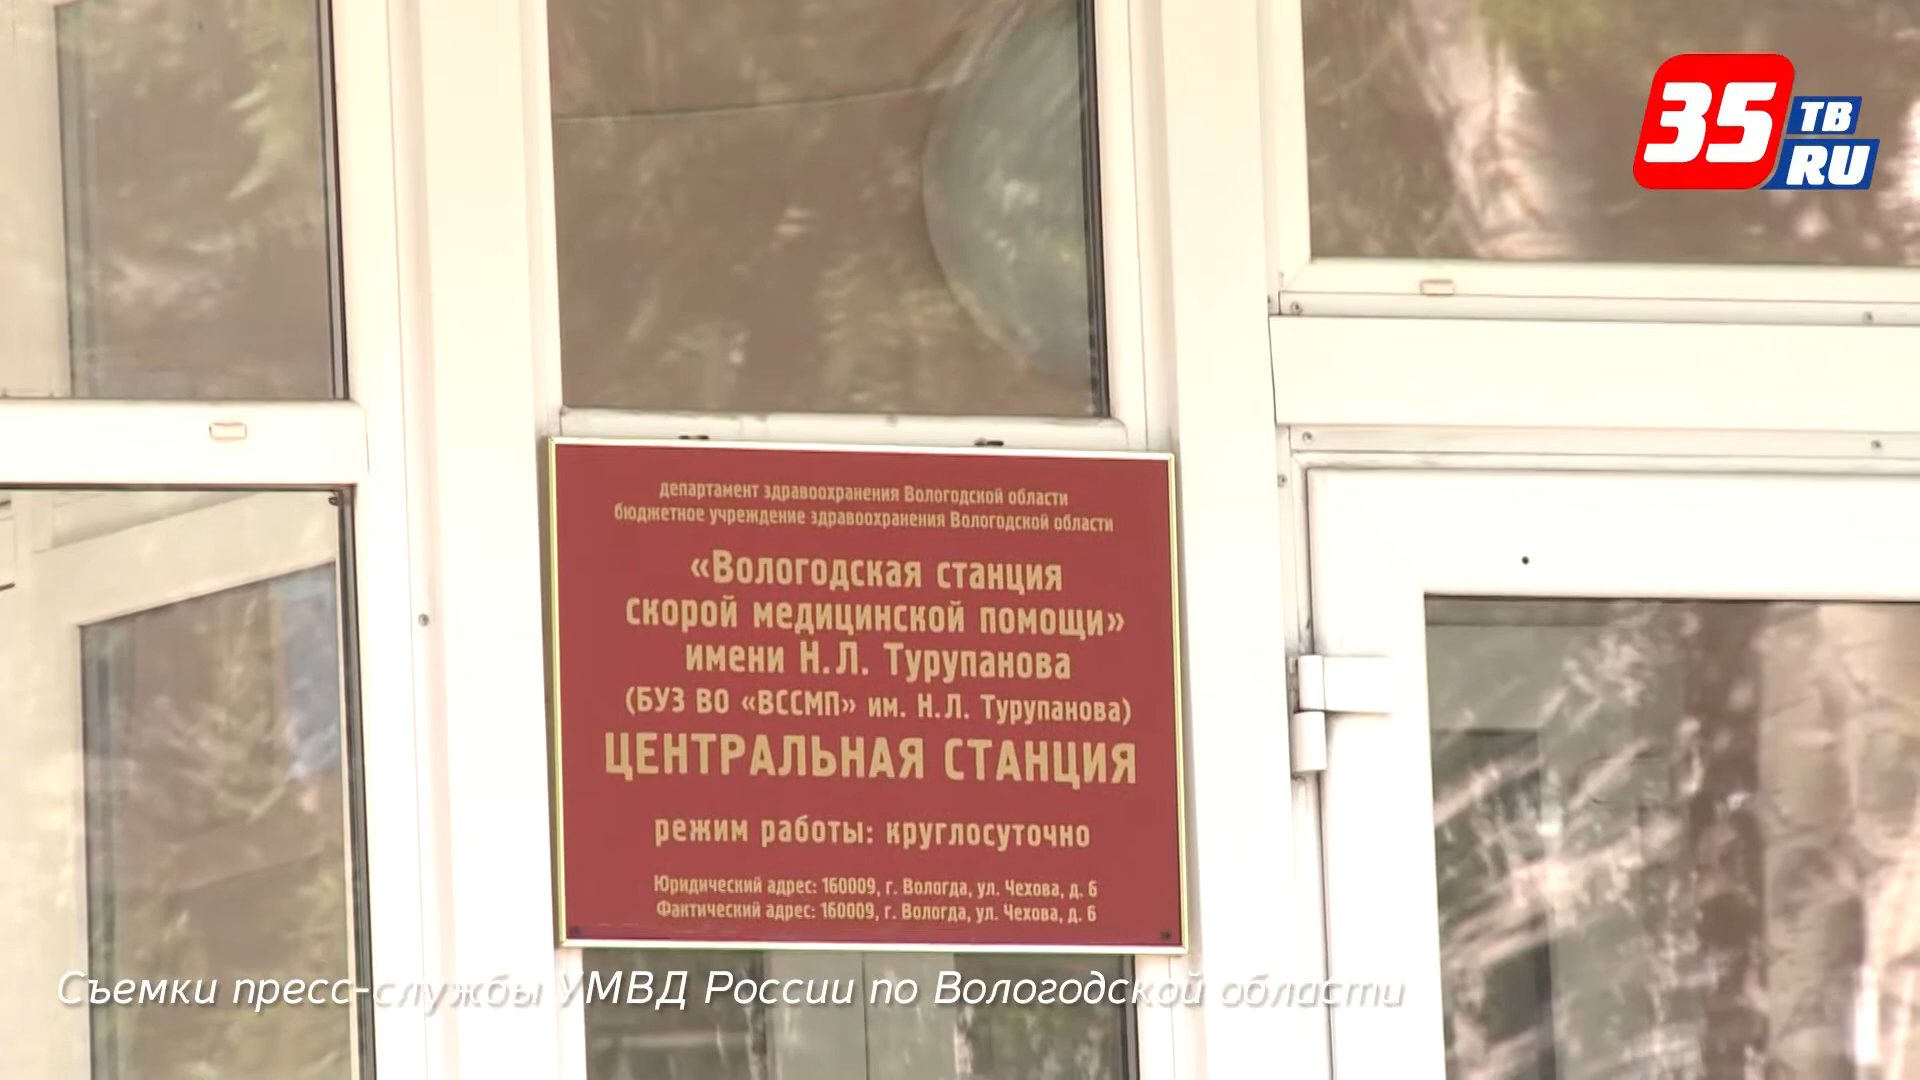 35
ТВ
RU
департамент здравоохранения Вологодской области
бюджетное учреждение здравоохранения Вологодской области
«Вологодская станция
скорой медицинской помощи»
имени Н.Л. Турупанова
(БУЗ ВО «ВССМП» им. Н.Л. Турупанова)
ЦЕНТРАЛЬНАЯ СТАНЦИЯ
режим работы: круглосуточно
Юридический адрес: 160009, г. Вологда, ул. Чехова, д. 6
Фактический адрес: 160009, г. Вологда, ул. Чехова, д. 6
Съемки пресс-службы УМВД России по Вологодской области